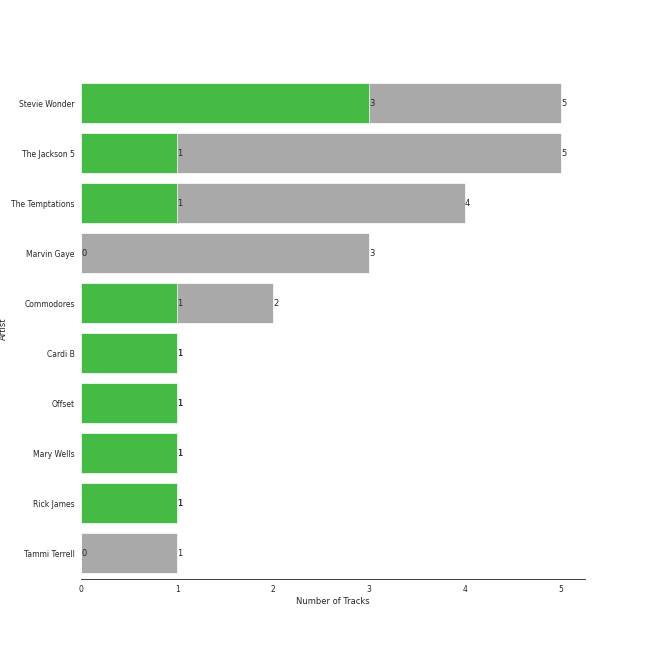 Stevie Wonder 3 5
The Jackson 5 1 5
The Temptations 1 4
Marvin Gaye 0 3
Commodores 1 2
Cardi B 1
Offset 1
Mary Wells 1
Rick James 1
Tammi Terrell 0 1
Artist
0 1 2 3 4 5
Number of Tracks